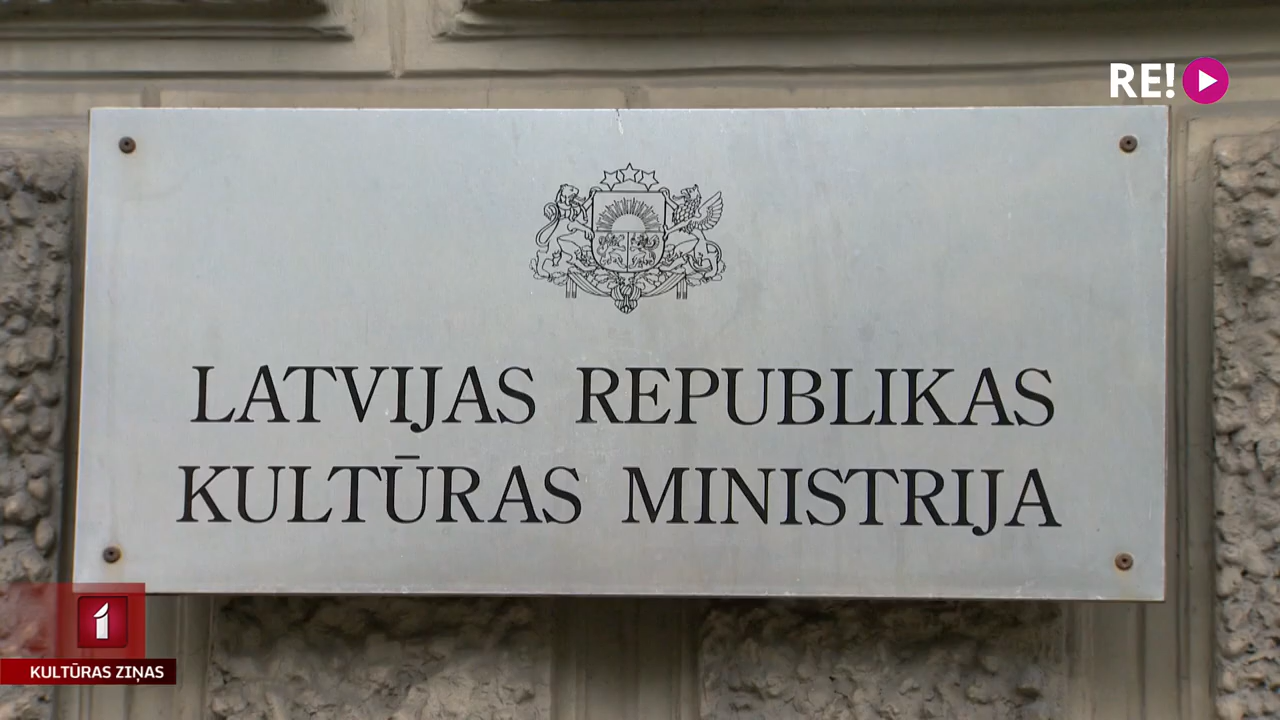 RE!
LATVIJAS REPUBLIKAS
KULTŪRAS MINISTRIJA
1
KULTŪRAS ZIŅAS